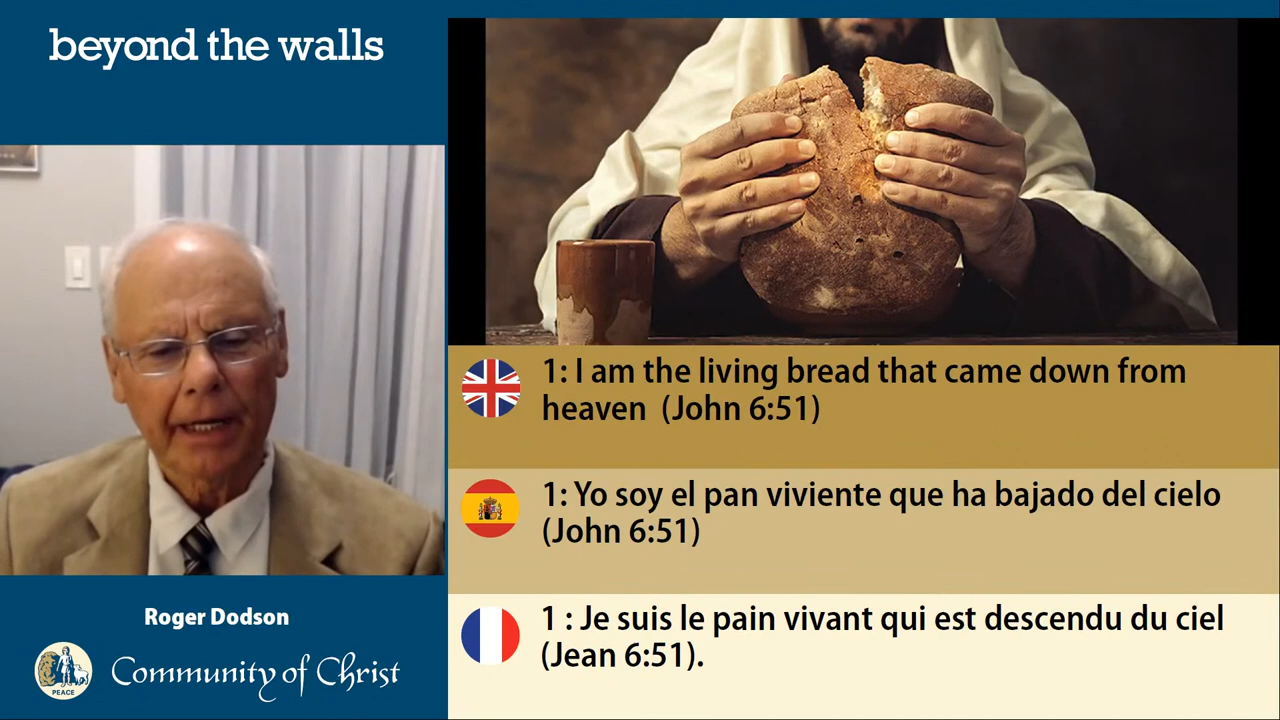 beyond the walls
1: I am the living bread that came down from
heaven (John 6:51)
1: Yo soy el pan viviente que ha bajado del cielo
(John 6:51)
1 : Je suis le pain vivant qui est descendu du ciel
(Jean 6:51).
Roger Dodson
PEACE
Community of Christ